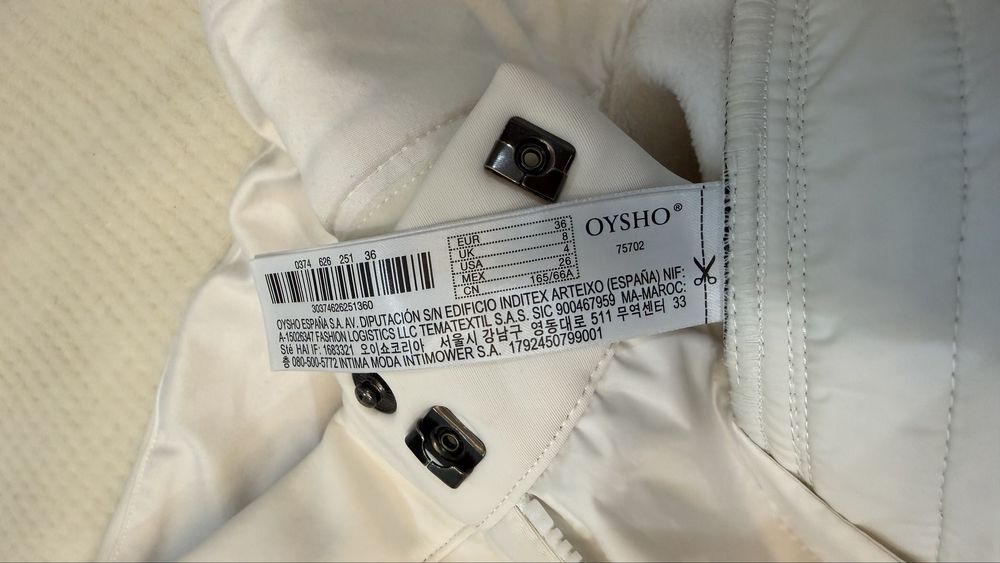 0374 626 251 36
30374626251360
EUR 36
UK 8
USA 4
MEX 26
CN 165/66A
OYSHO®
75702
OYSHO ESPAÑA S.A. AV. DIPUTACIÓN S/N EDIFICIO INDITEX ARTEIXO (ESPAÑA) NIF:
A-15026347 FASHION LOGISTICS LLC TEMATEXTIL S.A.S. SIC 900467959 MA-MAROC:
Sté HAI IF: 1683321 오이쇼코리아 서울시 강남구 영동대로 511 무역센터 33
층 080-500-5772 INTIMA MODA INTIMOWER S.A. 1792450799001